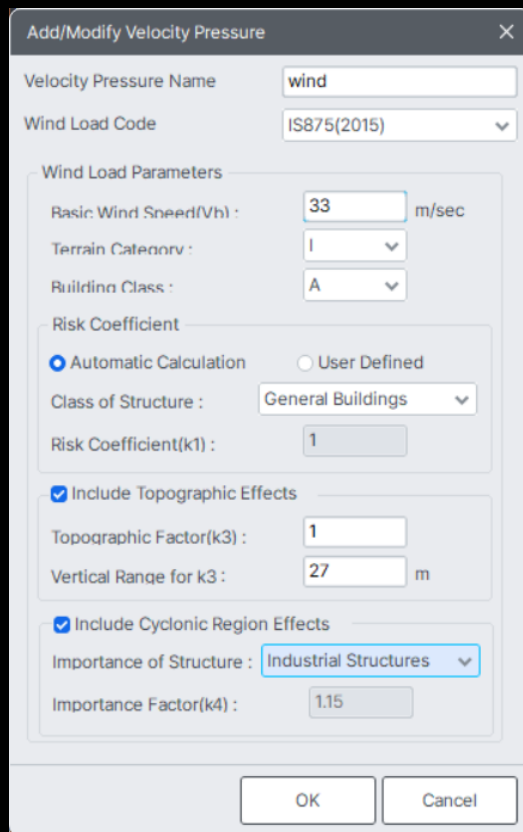 Add/Modify Velocity Pressure
Velocity Pressure Name wind
Wind Load Code IS875(2015)
Wind Load Parameters
Basic Wind Speed(Vb) : 33 m/sec
Terrain Category : I
Building Class : A
Risk Coefficient
Automatic Calculation User Defined
Class of Structure : General Buildings
Risk Coefficient(k1) : 1
Include Topographic Effects
Topographic Factor(k3) : 1
Vertical Range for k3 : 27 m
Include Cyclonic Region Effects
Importance of Structure : Industrial Structures
Importance Factor(k4) : 1.15
OK Cancel